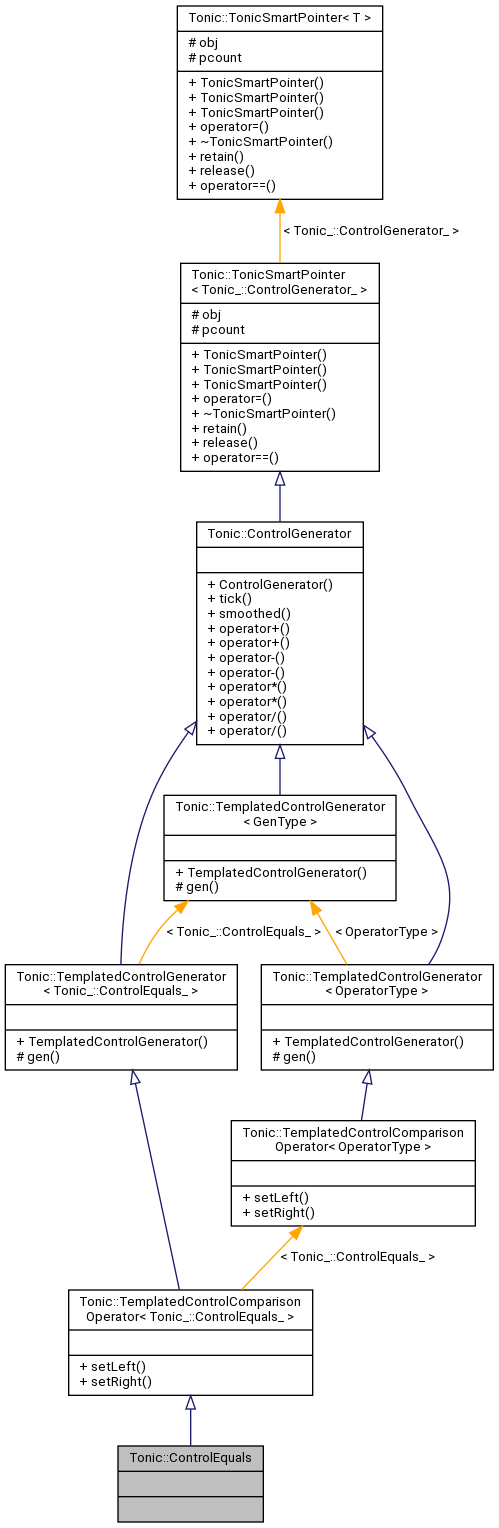 Tonic::TonicSmartPointer< T >
# obj
# pcount
+ TonicSmartPointer()
+ TonicSmartPointer()
+ TonicSmartPointer()
+ operator=()
+ ~TonicSmartPointer()
+ retain()
+ release()
+ operator==()
< Tonic_::ControlGenerator_ >
Tonic::TonicSmartPointer
< Tonic_::ControlGenerator_ >
# obj
# pcount
+ TonicSmartPointer()
+ TonicSmartPointer()
+ TonicSmartPointer()
+ operator=()
+ ~TonicSmartPointer()
+ retain()
+ release()
+ operator==()
Tonic::ControlGenerator
+ ControlGenerator()
+ tick()
+ smoothed()
+ operator+()
+ operator+()
+ operator-()
+ operator-()
+ operator*()
+ operator*()
+ operator/()
+ operator/()
Tonic::TemplatedControlGenerator
< GenType >
+ TemplatedControlGenerator()
# gen()
< Tonic_::ControlEquals_ >
< OperatorType >
Tonic::TemplatedControlGenerator
< Tonic_::ControlEquals_ >
+ TemplatedControlGenerator()
# gen()
Tonic::TemplatedControlGenerator
< OperatorType >
+ TemplatedControlGenerator()
# gen()
Tonic::TemplatedControlComparison
Operator< OperatorType >
+ setLeft()
+ setRight()
< Tonic_::ControlEquals_ >
Tonic::TemplatedControlComparison
Operator< Tonic_::ControlEquals_ >
+ setLeft()
+ setRight()
Tonic::ControlEquals